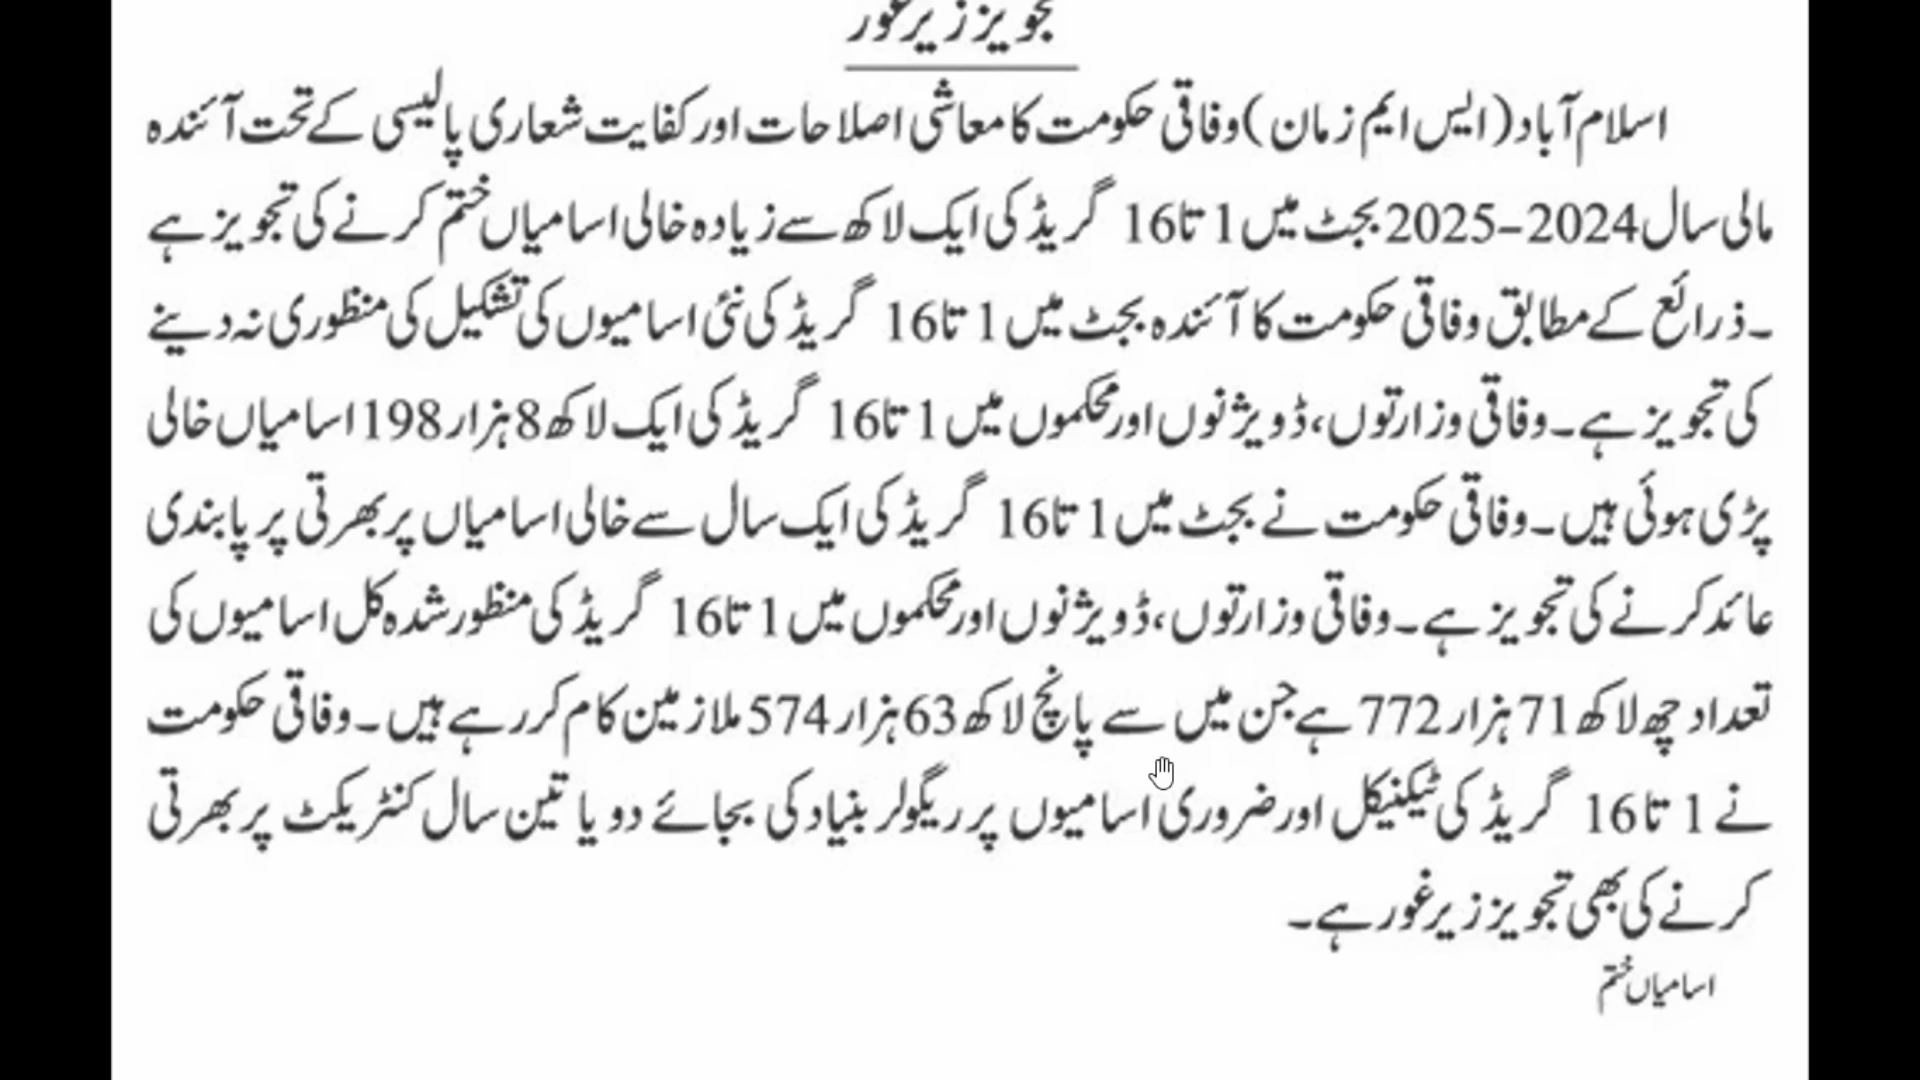 تجویز زیر غور
اسلام آباد (ایس ایم زمان) وفاقی حکومت کا معاشی اصلاحات اور کفایت شعاری پالیسی کے تحت آئندہ
مالی سال 2024-2025 بجٹ میں 1 تا 16 گریڈ کی ایک لاکھ سے زیادہ خالی اسامیاں ختم کرنے کی تجویز ہے
۔ذرائع کے مطابق وفاقی حکومت کا آئندہ بجٹ میں 1 تا 16 گریڈ کی نئی اسامیوں کی تشکیل کی منظوری نہ دینے
کی تجویز ہے۔ وفاقی وزارتوں، ڈویژنوں اور محکموں میں 1 تا 16 گریڈ کی ایک لاکھ 8 ہزار 198 اسامیاں خالی
پڑی ہوئی ہیں۔ وفاقی حکومت نے بجٹ میں 1 تا 16 گریڈ کی ایک سال سے خالی اسامیاں پر بھرتی پر پابندی
عائد کرنے کی تجویز ہے۔ وفاقی وزارتوں، ڈویژنوں اور محکموں میں 1 تا 16 گریڈ کی منظور شدہ کل اسامیوں کی
تعداد چھ لاکھ 71 ہزار 772 ہے جن میں سے پانچ لاکھ 63 ہزار 574 ملازمین کام کر رہے ہیں۔ وفاقی حکومت
نے 1 تا 16 گریڈ کی ٹیکنیکل اور ضروری اسامیوں پر ریگولر بنیاد کی بجائے دو یا تین سال کنٹریکٹ پر بھرتی
کرنے کی بھی تجویز زیر غور ہے۔
اسامیاں ختم